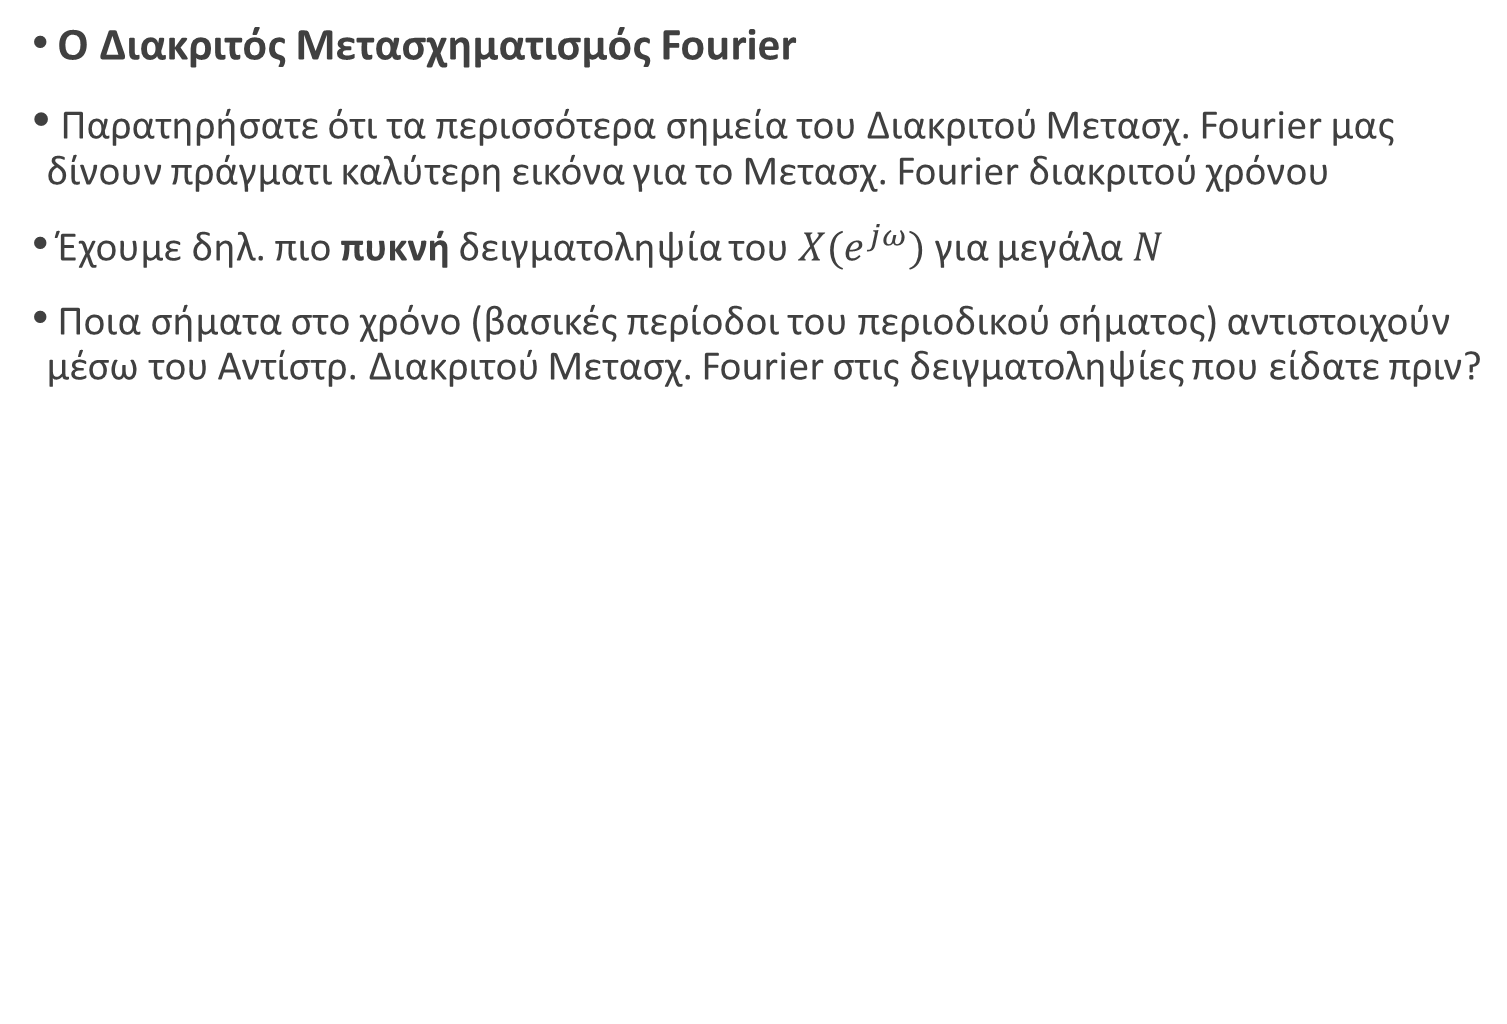 • Ο Διακριτός Μετασχηματισμός Fourier
• Παρατηρήσατε ότι τα περισσότερα σημεία του Διακριτού Μετασχ. Fourier μας
δίνουν πράγματι καλύτερη εικόνα για το Μετασχ. Fourier διακριτού χρόνου
• Έχουμε δηλ. πιο πυκνή δειγματοληψία του $X(e^{j\omega})$ για μεγάλα $N$
• Ποια σήματα στο χρόνο (βασικές περίοδοι του περιοδικού σήματος) αντιστοιχούν
μέσω του Αντίστρ. Διακριτού Μετασχ. Fourier στις δειγματοληψίες που είδατε πριν?